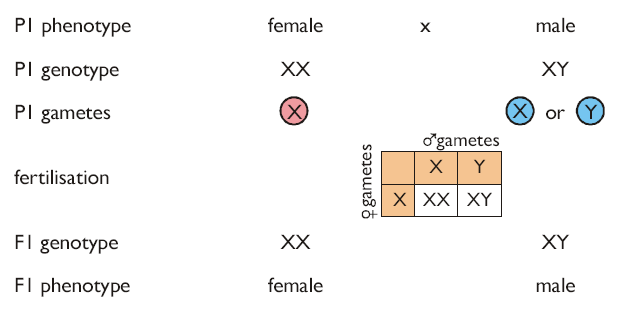 P1 phenotype female x male
P1 genotype XX XY
P1 gametes X X or Y
♂gametes
♀gametes
X Y
fertilisation
X XX XY
F1 genotype XX XY
F1 phenotype female male